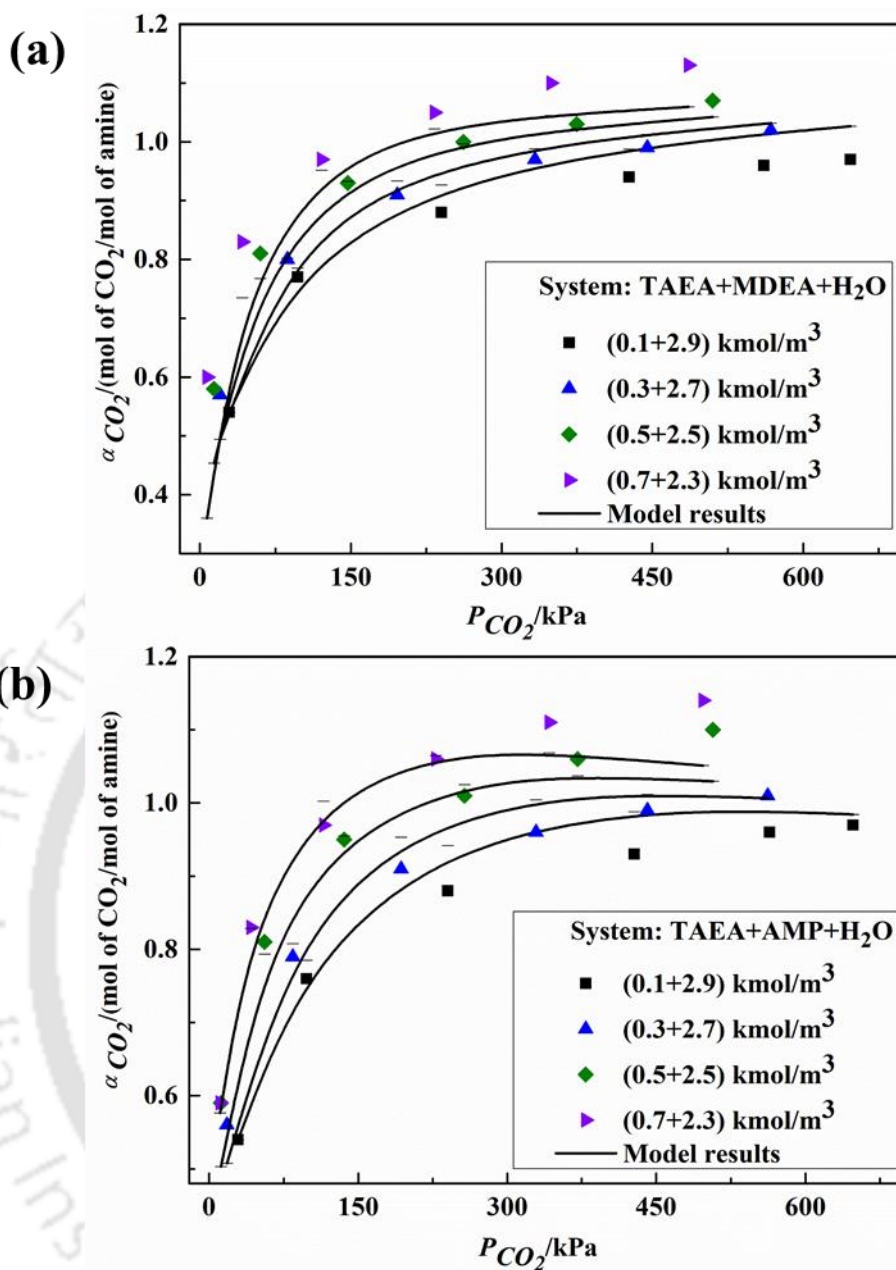 (a)
1.2
1.0
0.8
0.6
0.4
α CO₂/(mol of CO₂/mol of amine)
System: TAEA+MDEA+H₂O
(0.1+2.9) kmol/m³
(0.3+2.7) kmol/m³
(0.5+2.5) kmol/m³
(0.7+2.3) kmol/m³
Model results
0 150 300 450 600
P_CO₂/kPa
(b)
1.2
1.0
0.8
0.6
α CO₂/(mol of CO₂/mol of amine)
System: TAEA+AMP+H₂O
(0.1+2.9) kmol/m³
(0.3+2.7) kmol/m³
(0.5+2.5) kmol/m³
(0.7+2.3) kmol/m³
Model results
0 150 300 450 600
P_CO₂/kPa